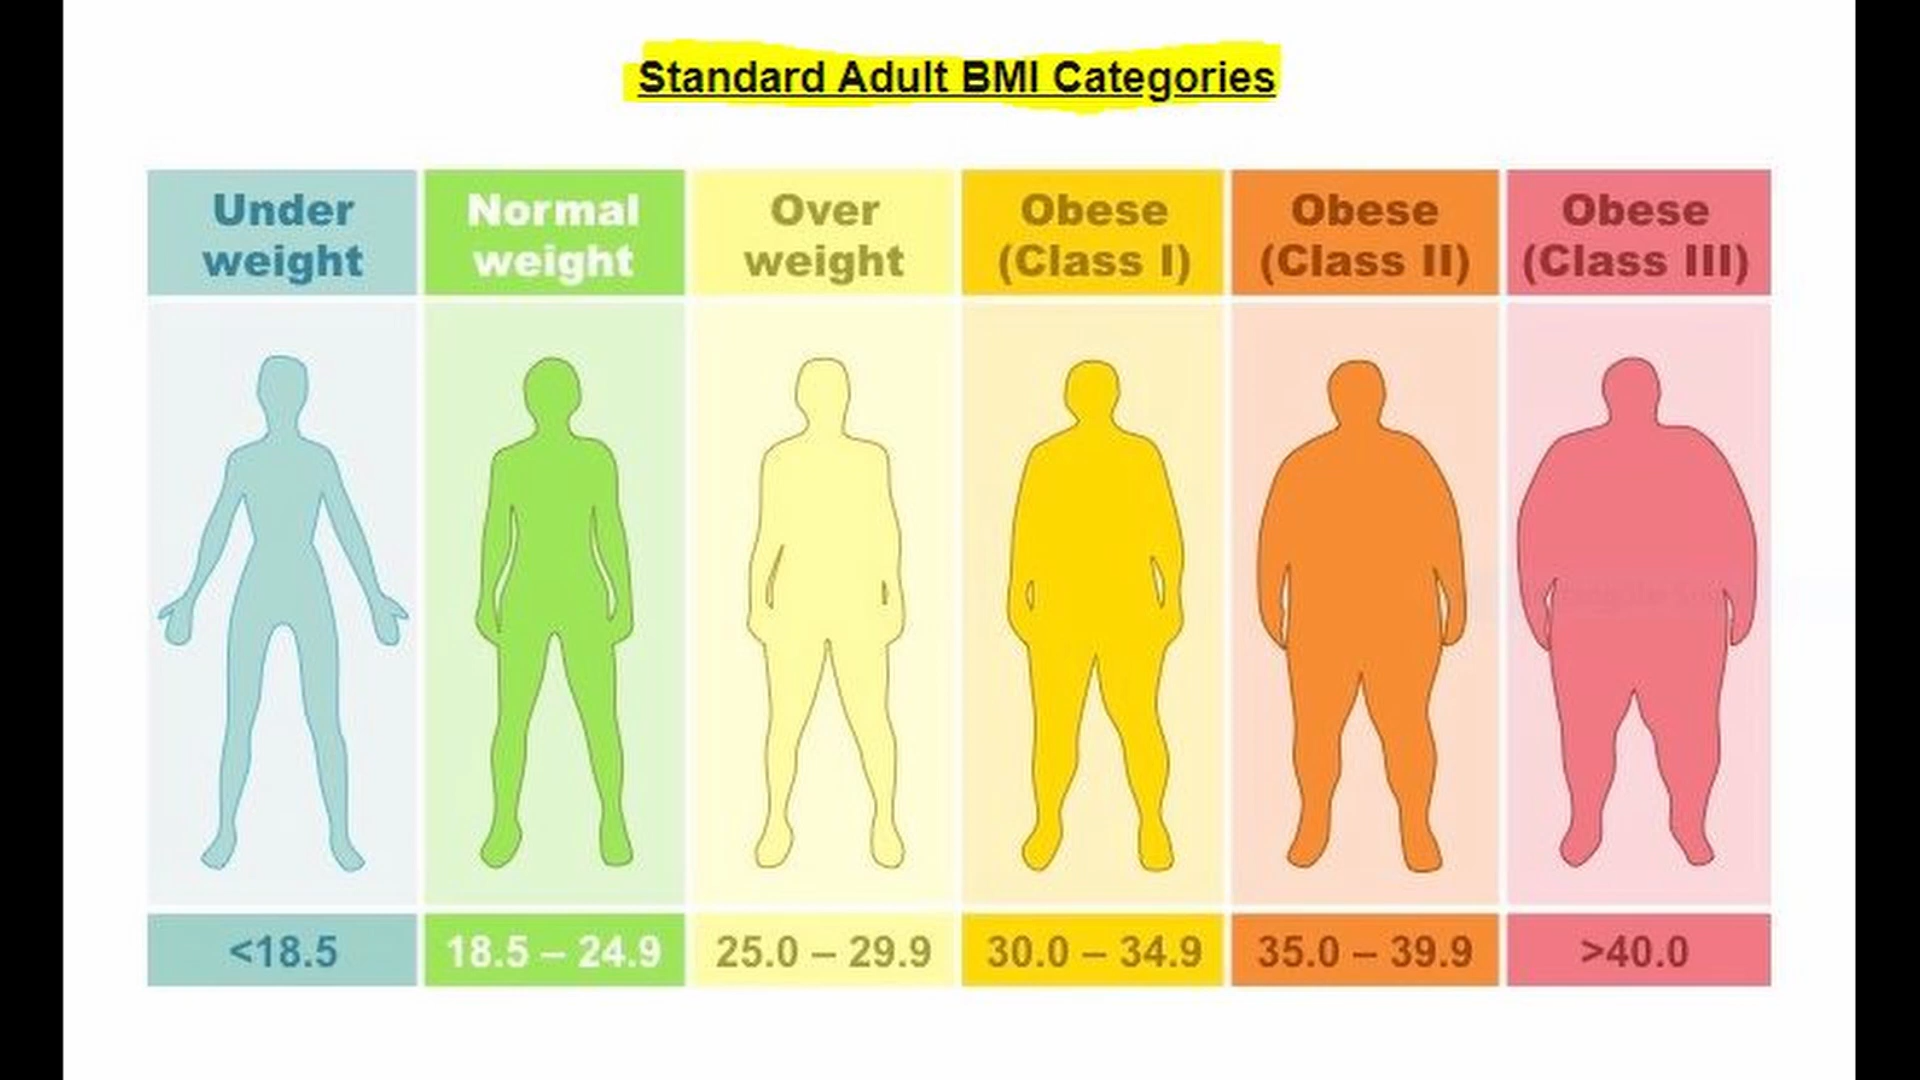 Standard Adult BMI Categories
Under
weight
Normal
weight
Over
weight
Obese
(Class I)
Obese
(Class II)
Obese
(Class III)
<18.5
18.5 – 24.9
25.0 – 29.9
30.0 – 34.9
35.0 – 39.9
>40.0